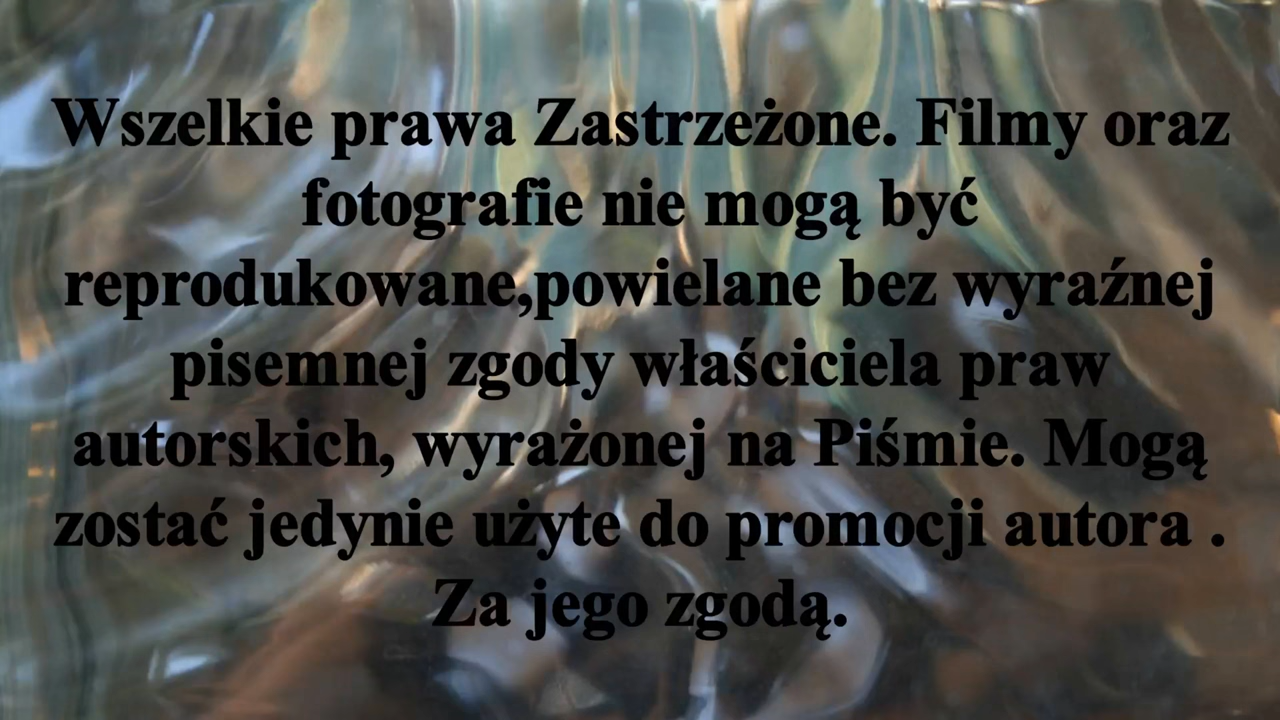 Wszelkie prawa Zastrzeżone. Filmy oraz
fotografie nie mogą być
reprodukowane,powielane bez wyraźnej
pisemnej zgody właściciela praw
autorskich, wyrażonej na Piśmie. Mogą
zostać jedynie użyte do promocji autora .
Za jego zgodą.